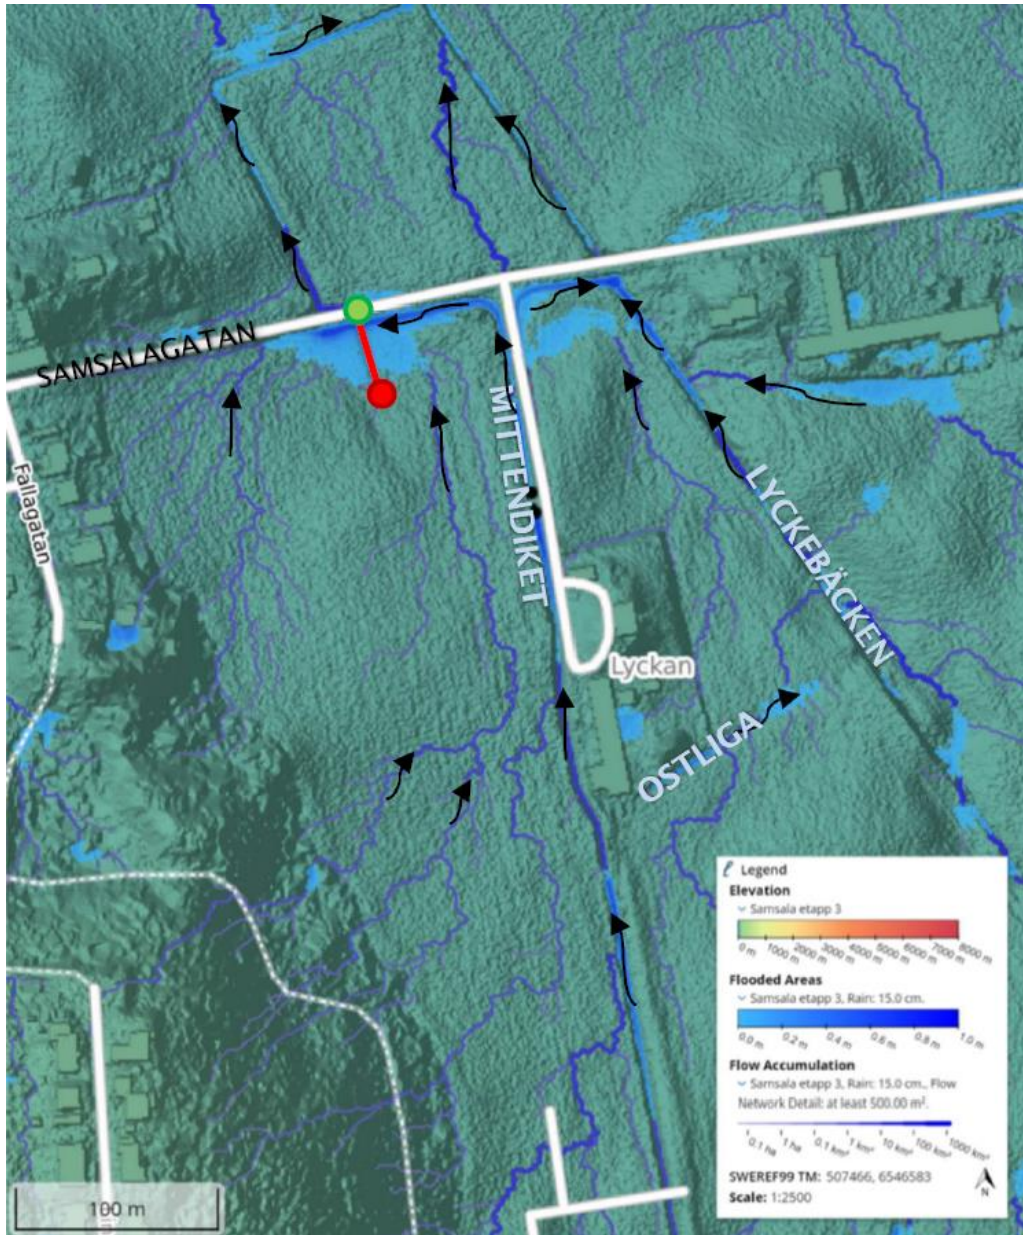 SAMSALAGATAN
MITTENDIKET
LYCKEBÄCKEN
Fallagatan
Lyckan
OSTLIGA
Legend
Elevation
Samsala etapp 3
0 m
1000 m
2000 m
3000 m
4000 m
5000 m
6000 m
7000 m
8000 m
Flooded Areas
Samsala etapp 3, Rain: 15.0 cm.
0.0 m
0.2 m
0.4 m
0.6 m
0.8 m
1.0 m
Flow Accumulation
Samsala etapp 3, Rain: 15.0 cm., Flow
Network Detail: at least 500.00 m².
0.1 ha
1 ha
0.1 km²
1 km²
10 km²
100 km²
1000 km²
SWEREF99 TM: 507466, 6546583
Scale: 1:2500
N
100 m